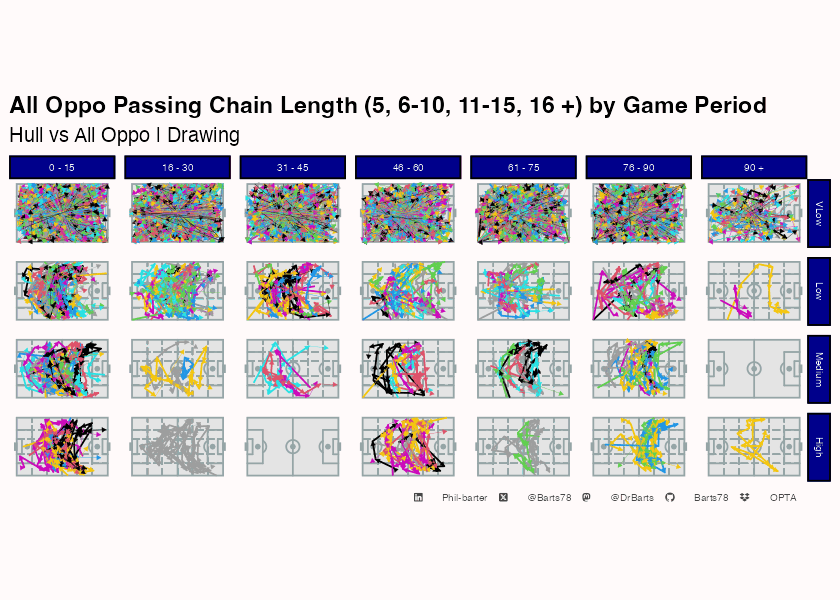 All Oppo Passing Chain Length (5, 6-10, 11-15, 16 +) by Game Period
Hull vs All Oppo I Drawing
0 - 15 16 - 30 31 - 45 46 - 60 61 - 75 76 - 90 90 +
V.Low
Low
Medium
High
Phil-barter @Barts78 @DrBarts Barts78 OPTA